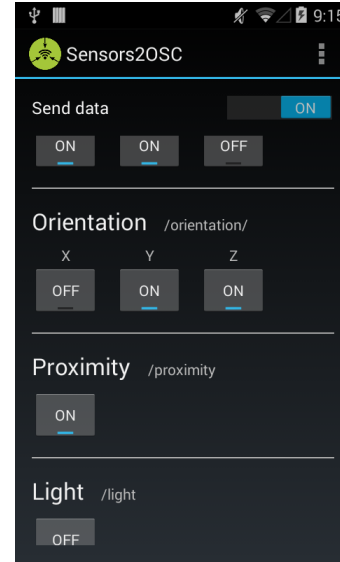 9:15
Sensors2OSC
Send data ON
ON ON OFF
Orientation /orientation/
X Y Z
OFF ON ON
Proximity /proximity
ON
Light /light
OFF